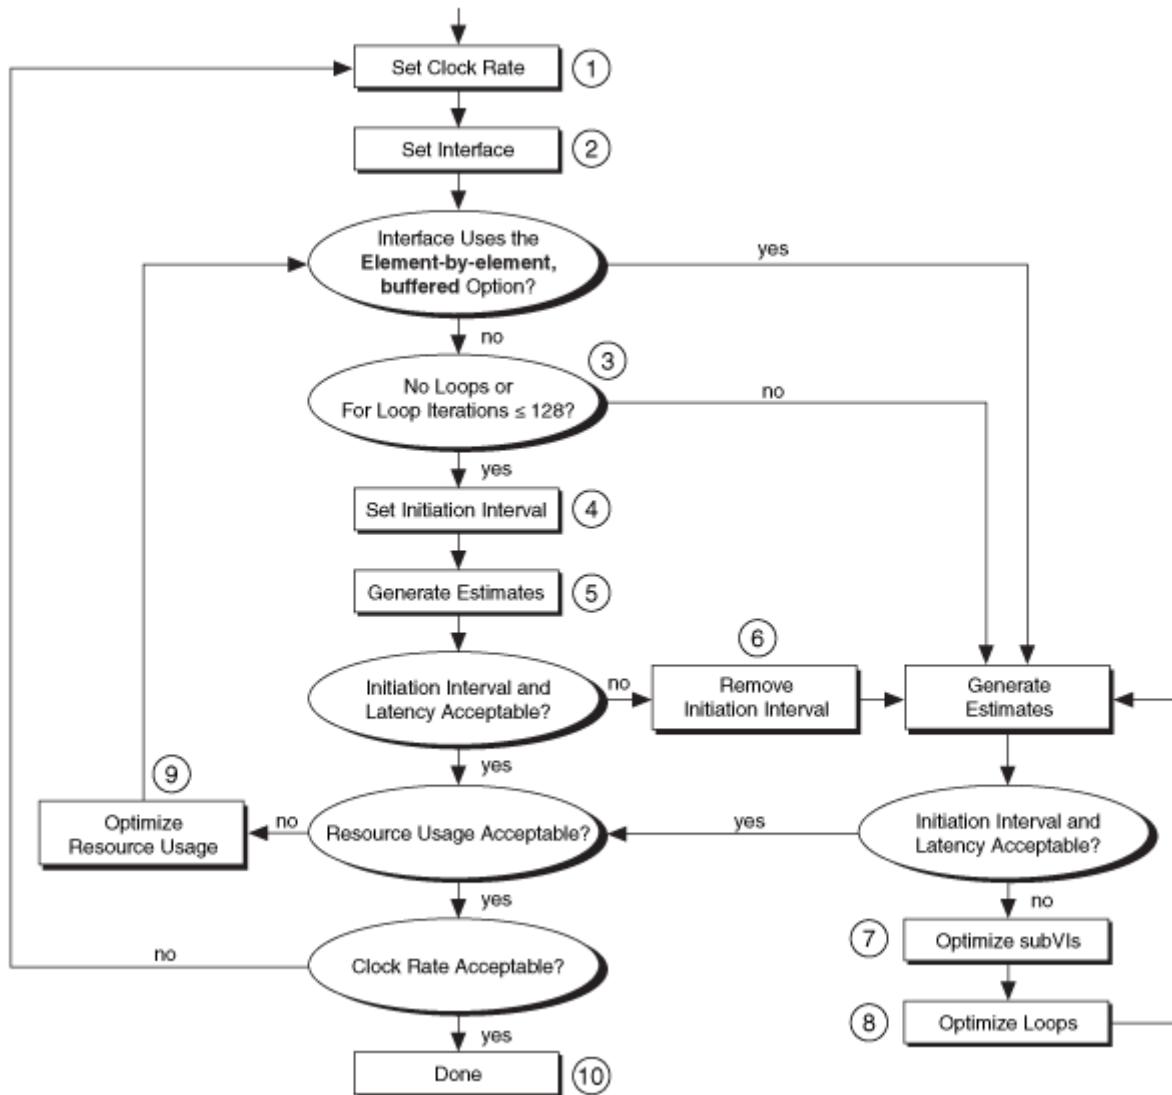 Set Clock Rate
1
Set Interface
2
Interface Uses the
Element-by-element,
buffered Option?
yes
no
3
No Loops or
For Loop Iterations ≤ 128?
no
yes
Set Initiation Interval
4
Generate Estimates
5
6
Initiation Interval and
Latency Acceptable?
no
Remove
Initiation Interval
Generate
Estimates
yes
9
Optimize
Resource Usage
no
Resource Usage Acceptable?
yes
Initiation Interval and
Latency Acceptable?
yes
no
7
Optimize subVIs
no
Clock Rate Acceptable?
8
Optimize Loops
yes
Done
10